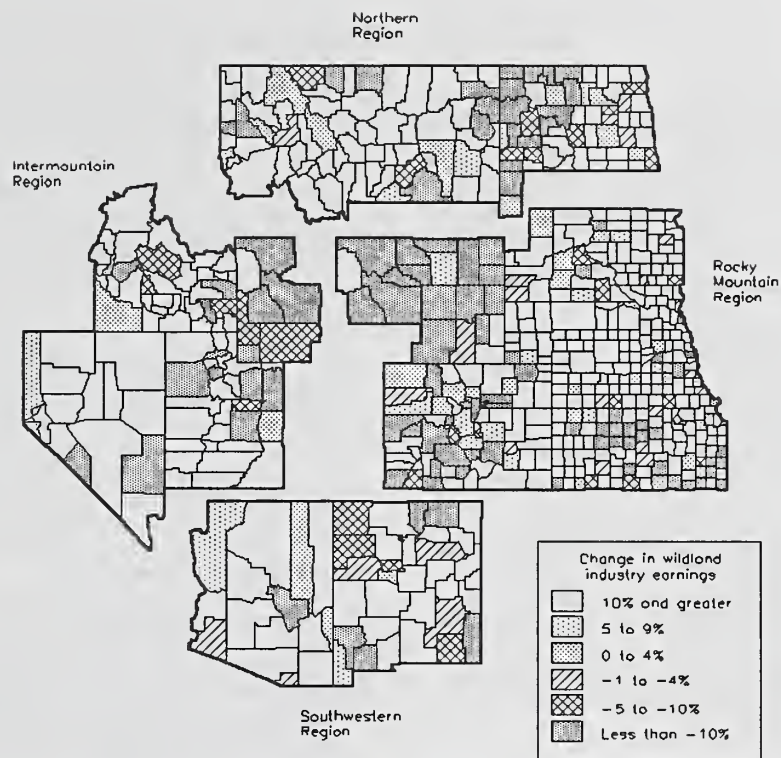 Northern
Region
Intermountain
Region
Rocky
Mountain
Region
Southwestern
Region
Change in wildland
industry earnings
10% and greater
5 to 9%
0 to 4%
-1 to -4%
-5 to -10%
Less than -10%